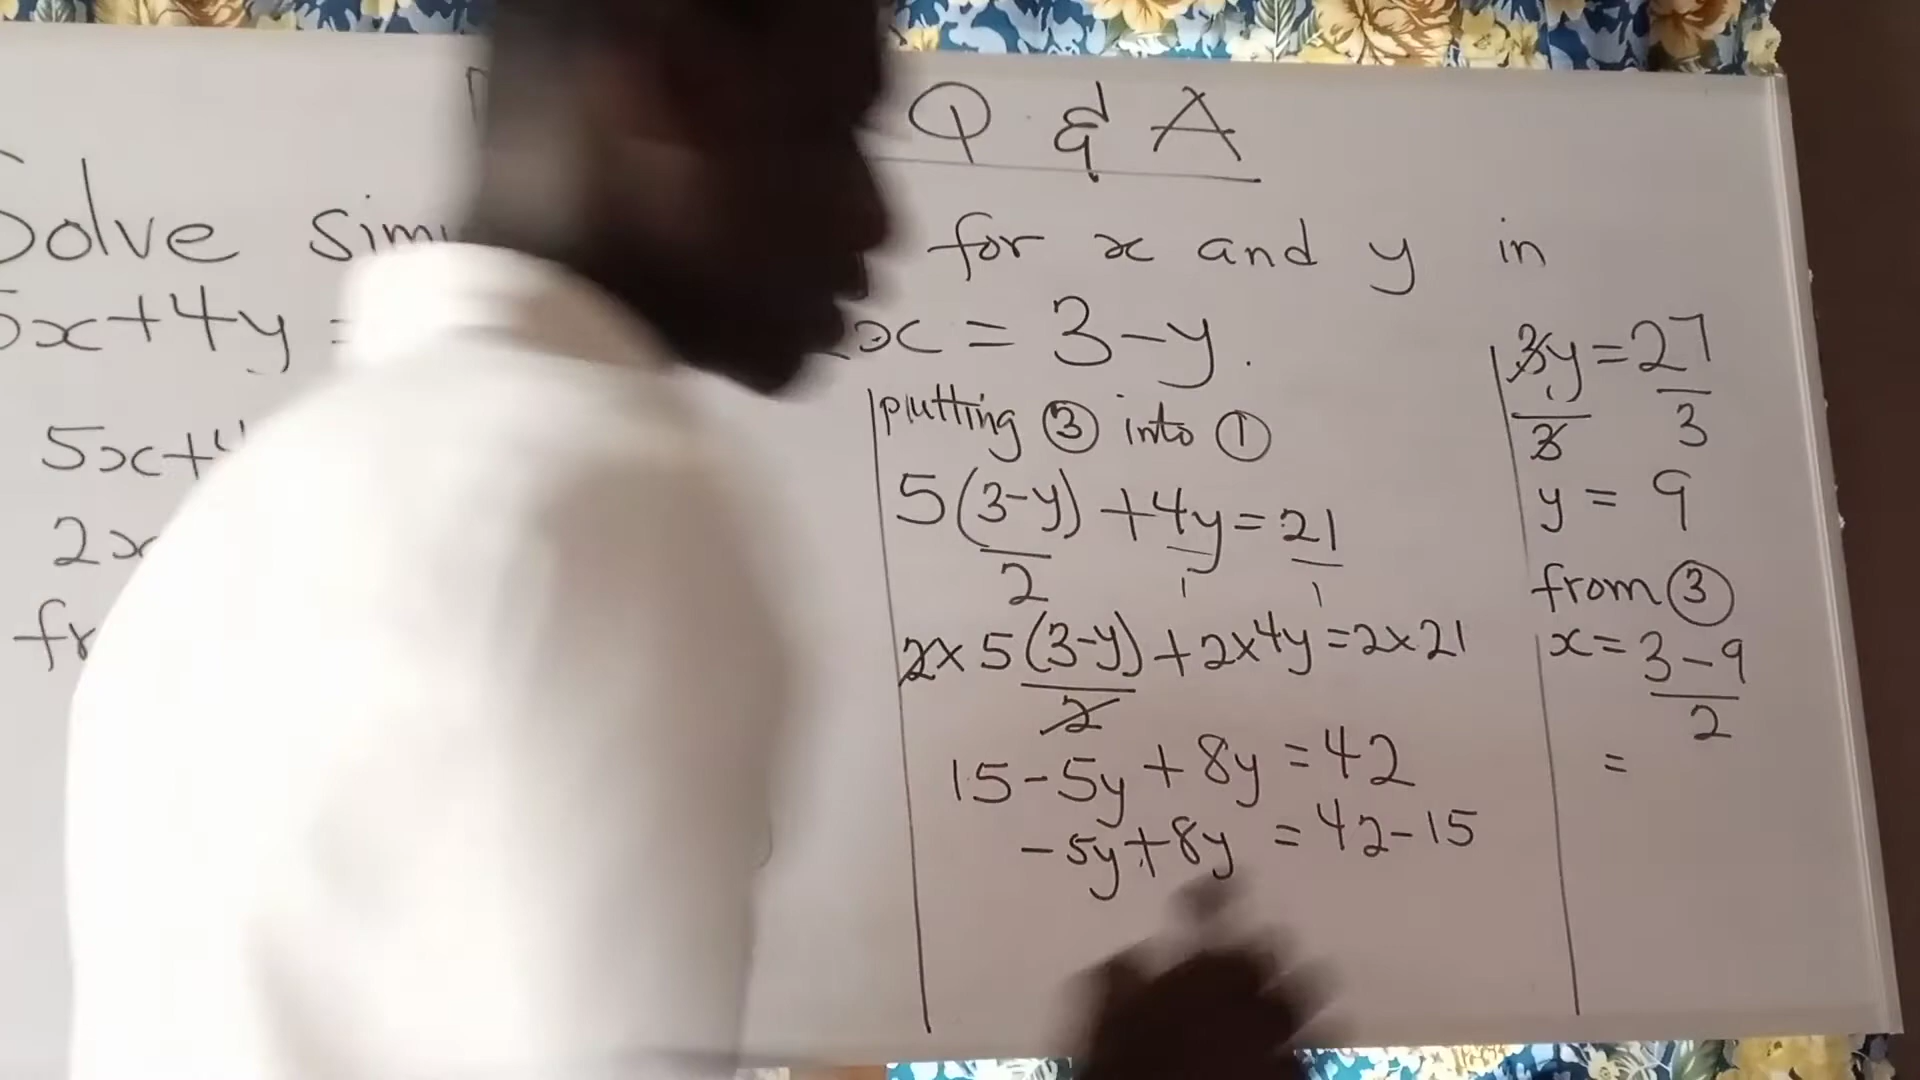 Q & A
Solve for x and y in
5x+4y = 2x = 3-y.
5x+4
2x
putting ③ into ①
5(3-y)/2 + 4y/1 = 21/1
2x5(3-y)/2 + 2x4y = 2x21
15-5y+8y = 42
-5y+8y = 42-15
3y/3 = 27/3
y = 9
from ③
x = 3-9/2
=